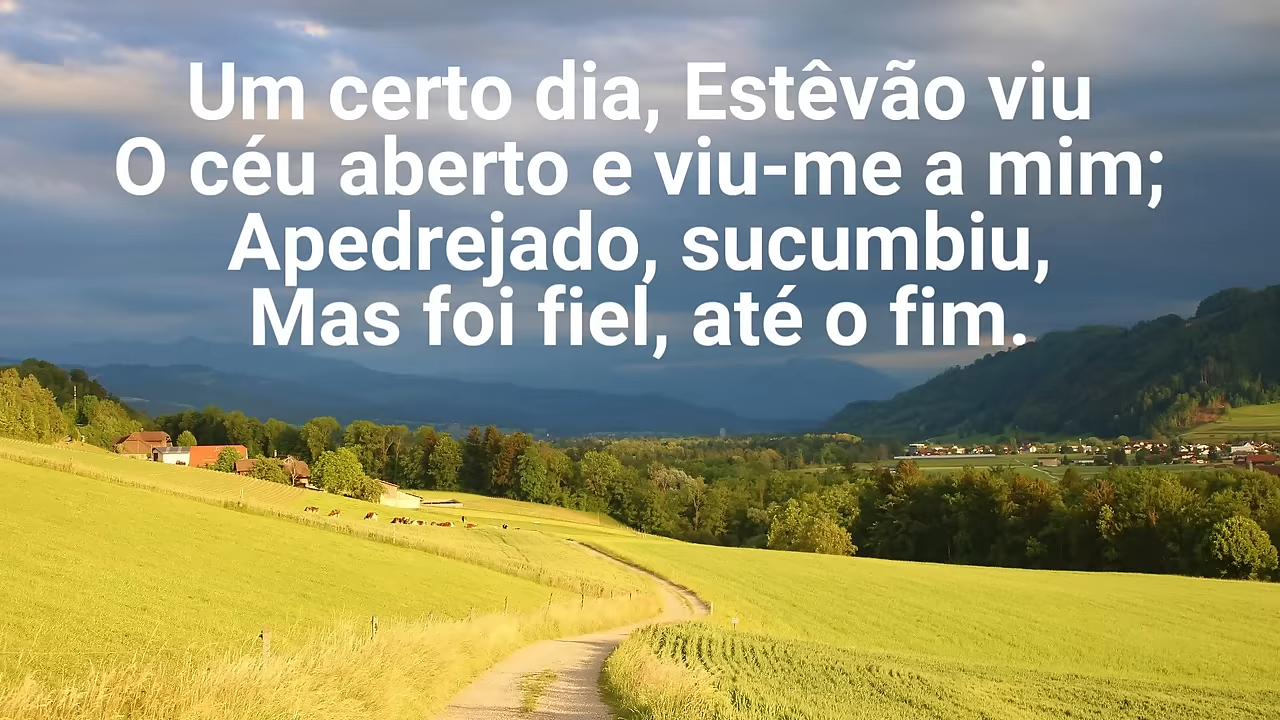 Um certo dia, Estêvão viu
O céu aberto e viu-me a mim;
Apedrejado, sucumbiu,
Mas foi fiel, até o fim.